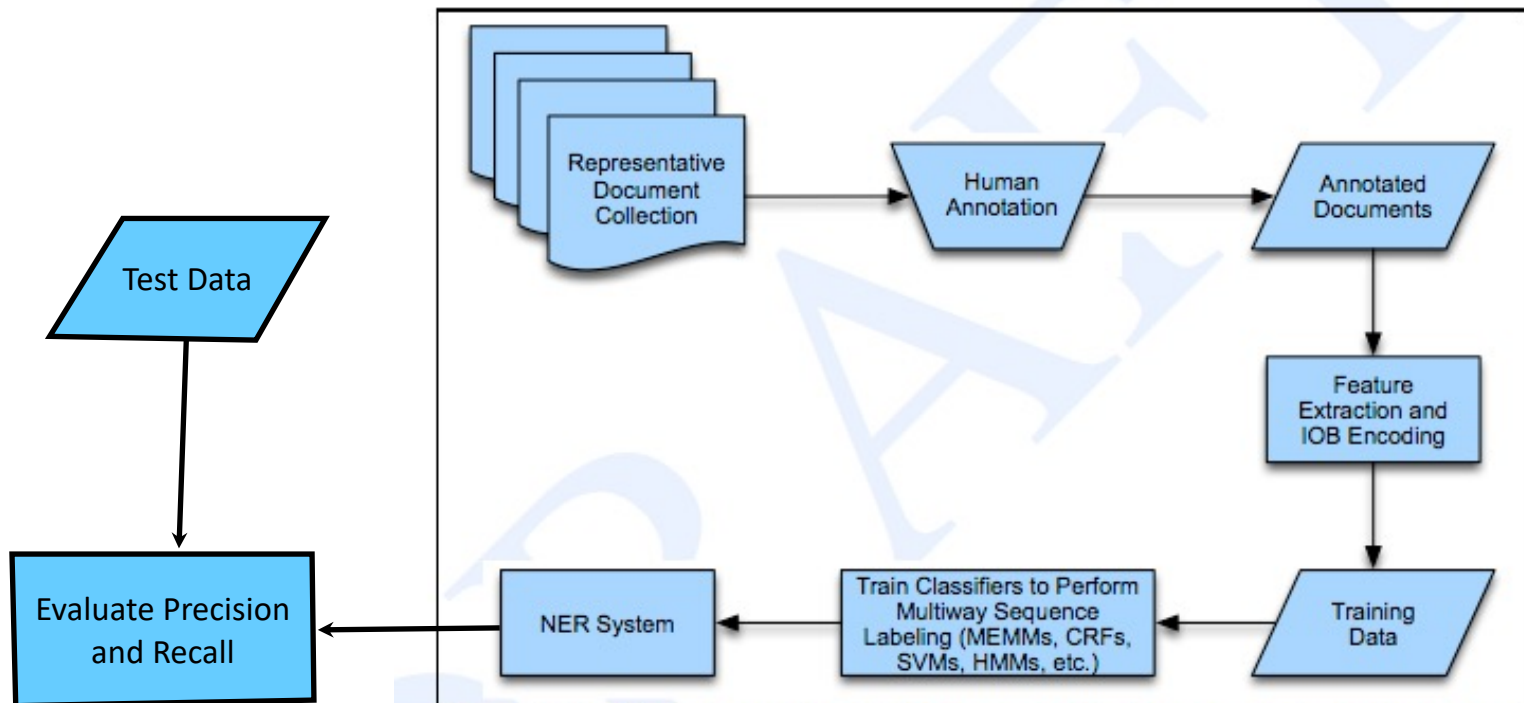 Representative
Document
Collection
Human
Annotation
Annotated
Documents
Test Data
Feature
Extraction and
IOB Encoding
Evaluate Precision
and Recall
NER System
Train Classifiers to Perform
Multiway Sequence
Labeling (MEMMs, CRFs,
SVMs, HMMs, etc.)
Training
Data